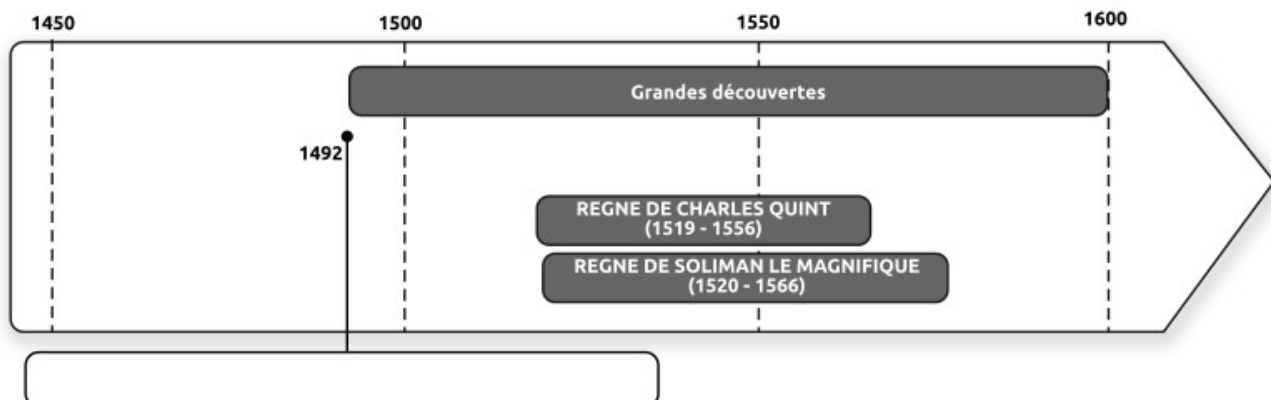 1450 1500 1550 1600
Grandes découvertes
1492
REGNE DE CHARLES QUINT
(1519 - 1556)
REGNE DE SOLIMAN LE MAGNIFIQUE
(1520 - 1566)